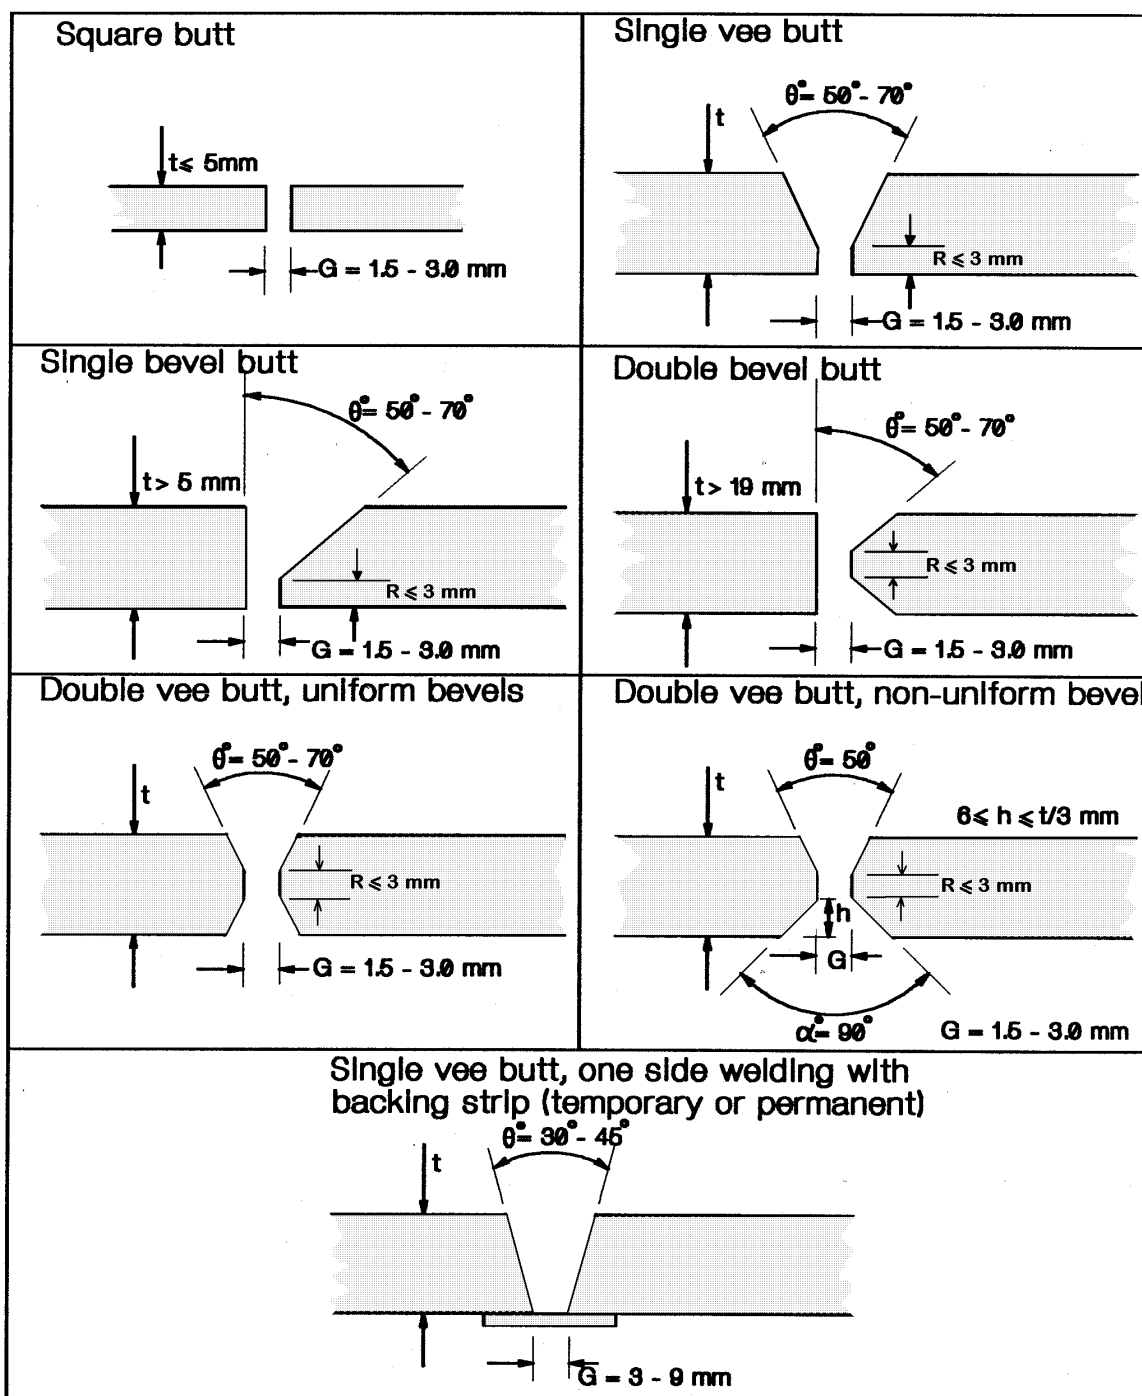 Square butt
t≤ 5mm
G = 1.5 - 3.0 mm
Single vee butt
θ°= 50°- 70°
t
R ≤ 3 mm
G = 1.5 - 3.0 mm
Single bevel butt
θ°= 50°- 70°
t> 5 mm
R ≤ 3 mm
G = 1.5 - 3.0 mm
Double bevel butt
θ°= 50°- 70°
t> 19 mm
R ≤ 3 mm
G = 1.5 - 3.0 mm
Double vee butt, uniform bevels
θ°= 50°- 70°
t
R ≤ 3 mm
G = 1.5 - 3.0 mm
Double vee butt, non-uniform bevel
θ°= 50°
t
6≤ h ≤ t/3 mm
R ≤ 3 mm
h
G
α°= 90°
G = 1.5 - 3.0 mm
Single vee butt, one side welding with
backing strip (temporary or permanent)
θ°= 30°- 45°
t
G = 3 - 9 mm